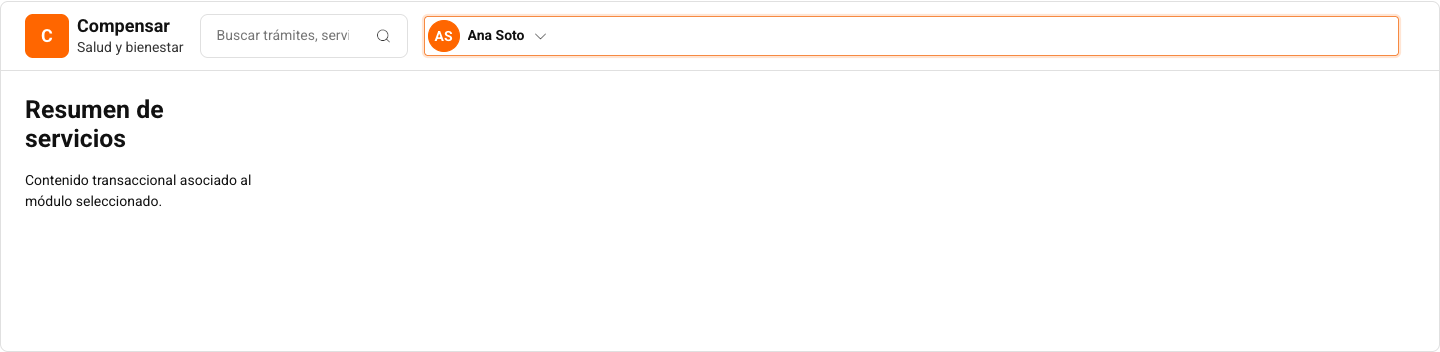 C
Compensar
Salud y bienestar
Buscar trámites, servi
AS
Ana Soto
Resumen de
servicios
Contenido transaccional asociado al
módulo seleccionado.